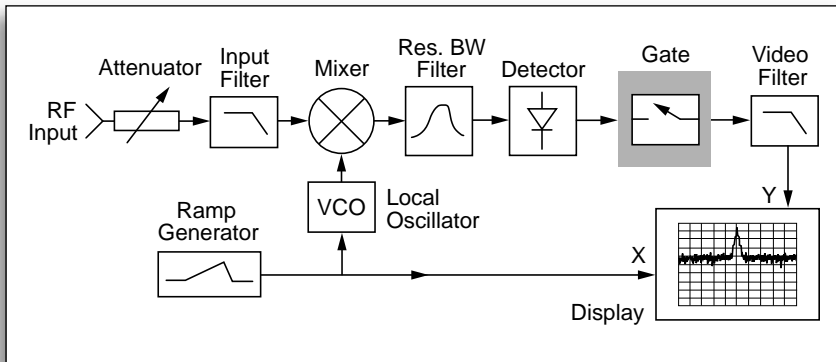 RF
Input
Attenuator
Input
Filter
Mixer
Res. BW
Filter
Detector
Gate
Video
Filter
VCO
Local
Oscillator
Ramp
Generator
Y
X
Display